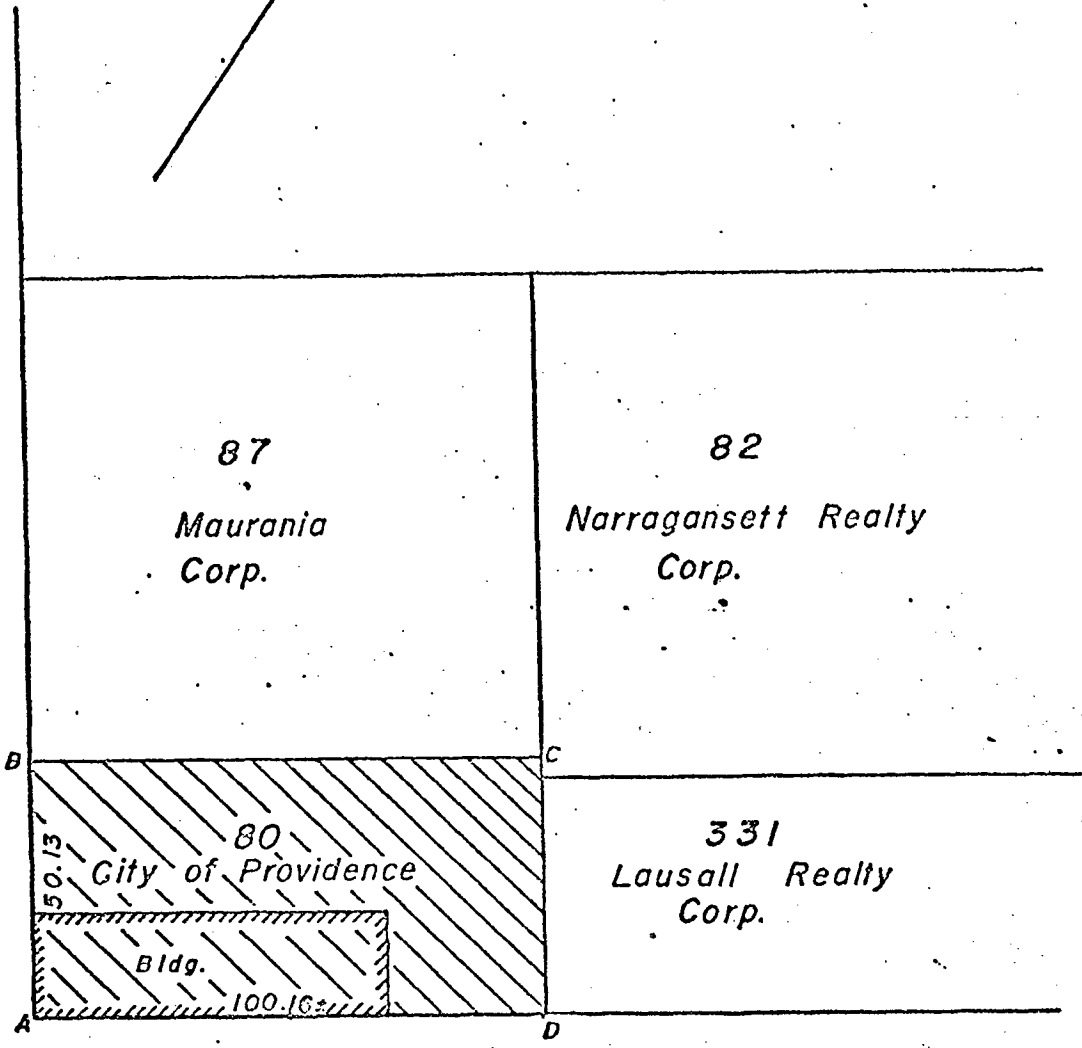 87
Maurania
Corp.
82
Narragansett Realty
Corp.
B
C
80
City of Providence
50.13
331
Lausall Realty
Corp.
Bldg.
100.16±
A
D